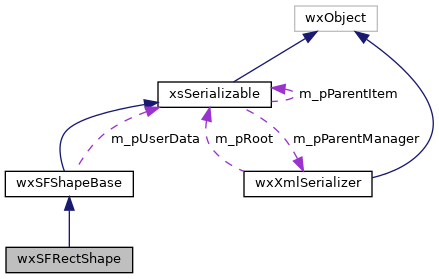 wxObject
xsSerializable
m_pParentItem
m_pUserData
m_pRoot
m_pParentManager
wxSFShapeBase
wxXmlSerializer
wxSFRectShape